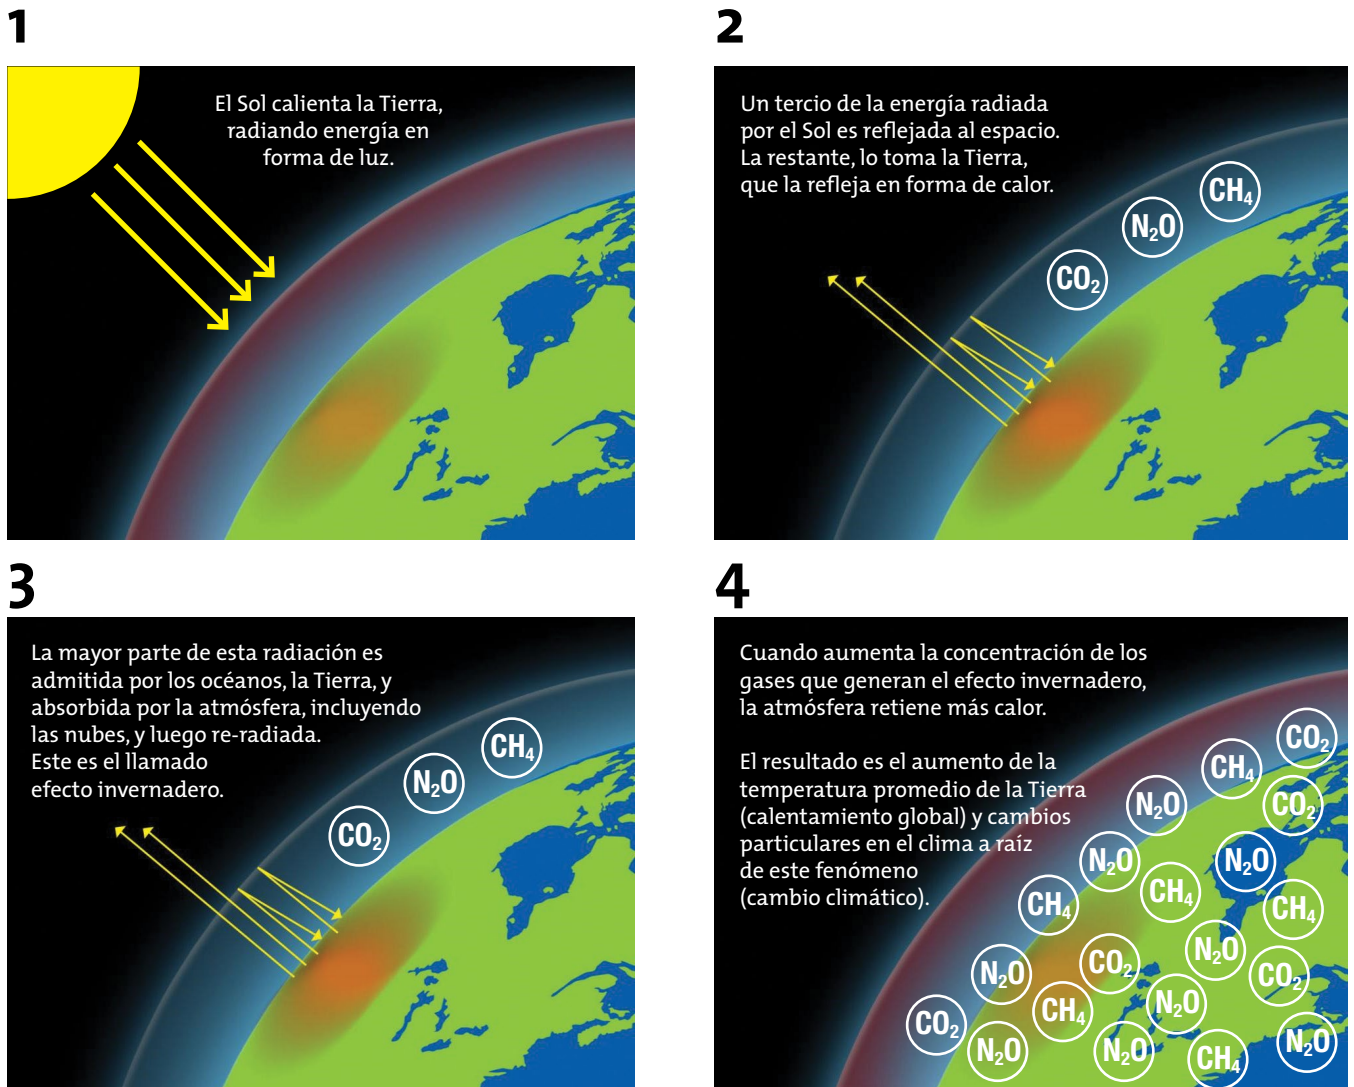 1
El Sol calienta la Tierra,
radiando energía en
forma de luz.
2
Un tercio de la energía radiada
por el Sol es reflejada al espacio.
La restante, lo toma la Tierra,
que la refleja en forma de calor.
CH₄
N₂O
CO₂
3
La mayor parte de esta radiación es
admitida por los océanos, la Tierra, y
absorbida por la atmósfera, incluyendo
las nubes, y luego re-radiada.
Este es el llamado
efecto invernadero.
CH₄
N₂O
CO₂
4
Cuando aumenta la concentración de los
gases que generan el efecto invernadero,
la atmósfera retiene más calor.
El resultado es el aumento de la
temperatura promedio de la Tierra
(calentamiento global) y cambios
particulares en el clima a raíz
de este fenómeno
(cambio climático).
CO₂
CH₄
N₂O
CO₂
N₂O
N₂O
CH₄
CH₄
CH₄
N₂O
CO₂
N₂O
CO₂
N₂O
CH₄
CO₂
N₂O
N₂O
CH₄
N₂O